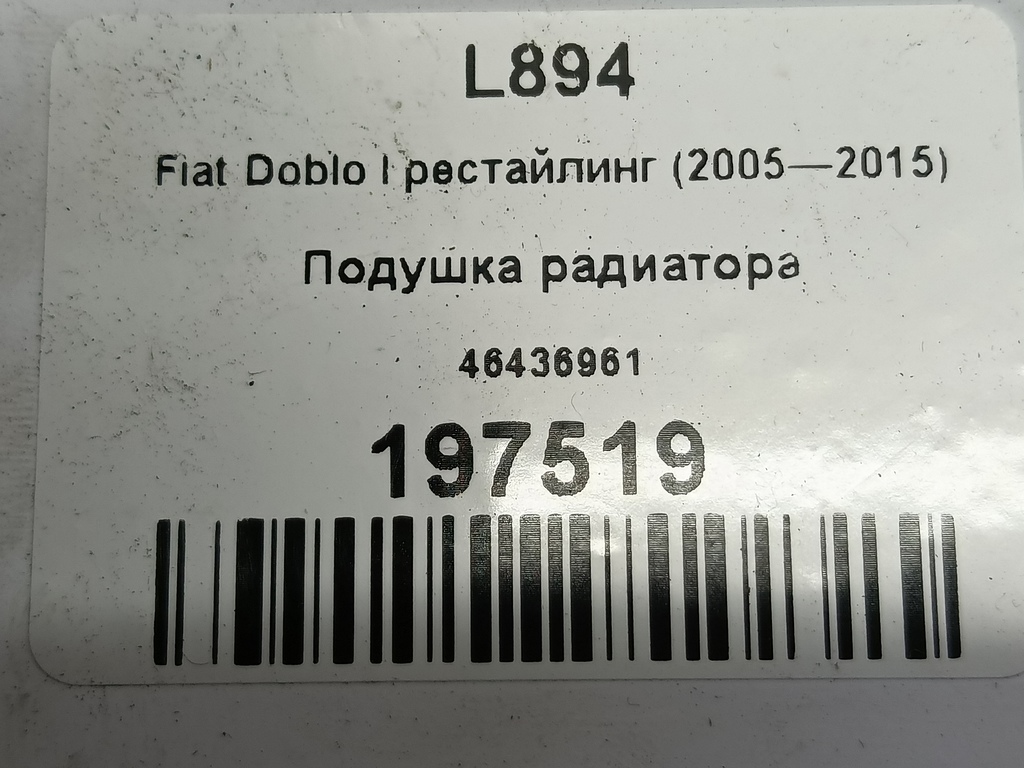 L894
Fiat Doblo I рестайлинг (2005—2015)
Подушка радиатора
46436961
197519